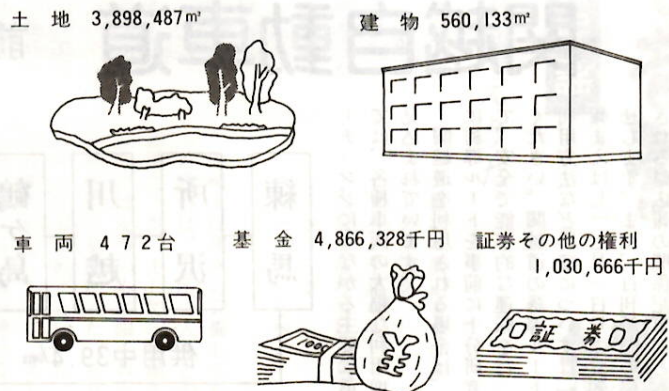 土地 3,898,487㎡
建物 560,133㎡
車両 472台
基金 4,866,328千円
証券その他の権利
1,030,666千円
1000
¥
証券